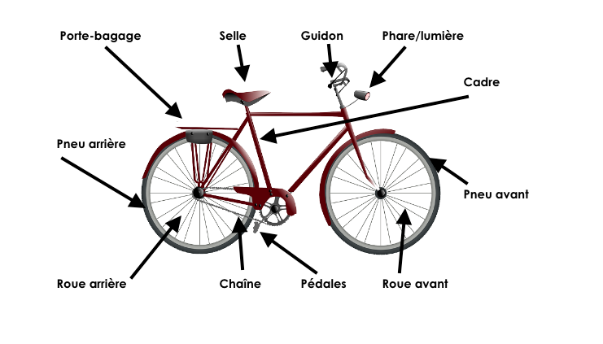 Porte-bagage
Selle
Guidon
Phare/lumière
Cadre
Pneu arrière
Pneu avant
Roue arrière
Chaîne
Pédales
Roue avant